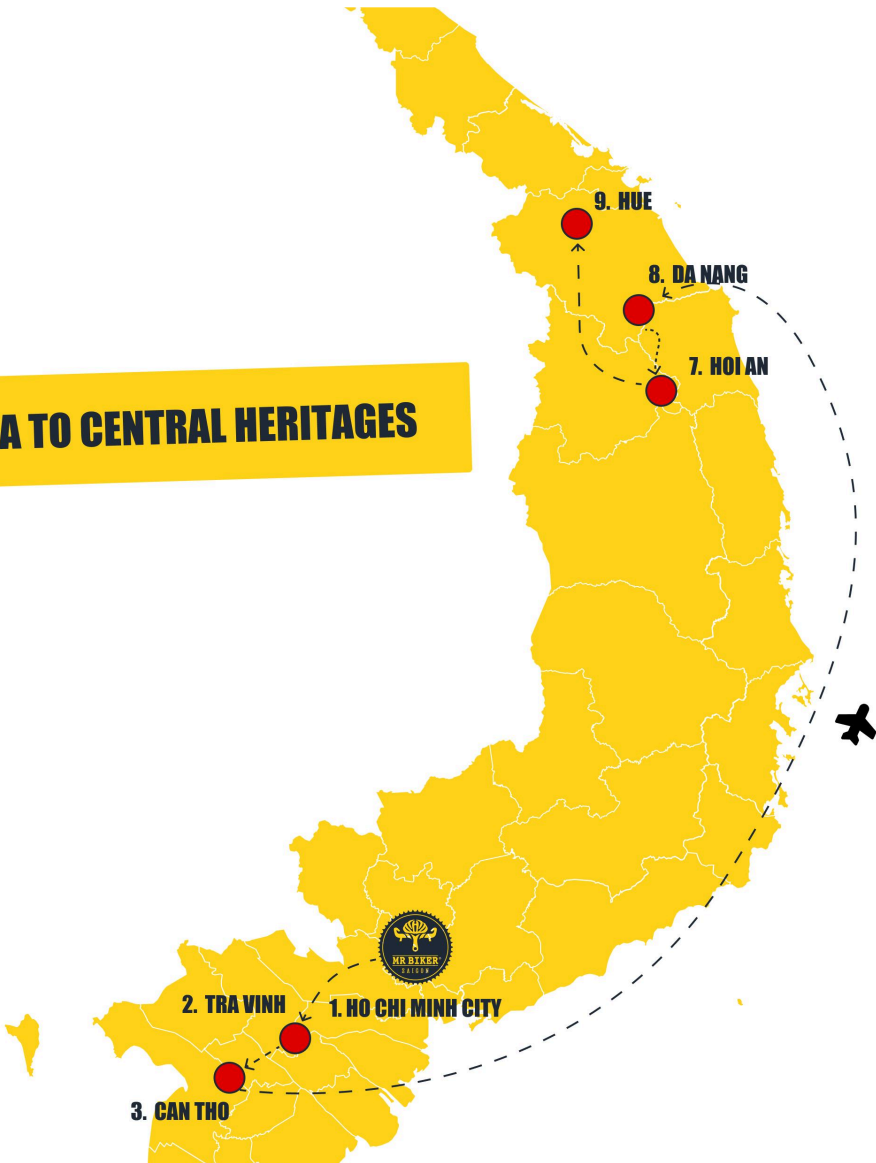 9. HUE
8. DA NANG
7. HOI AN
A TO CENTRAL HERITAGES
MR BIKER
SAIGON
2. TRA VINH
1. HO CHI MINH CITY
3. CAN THO